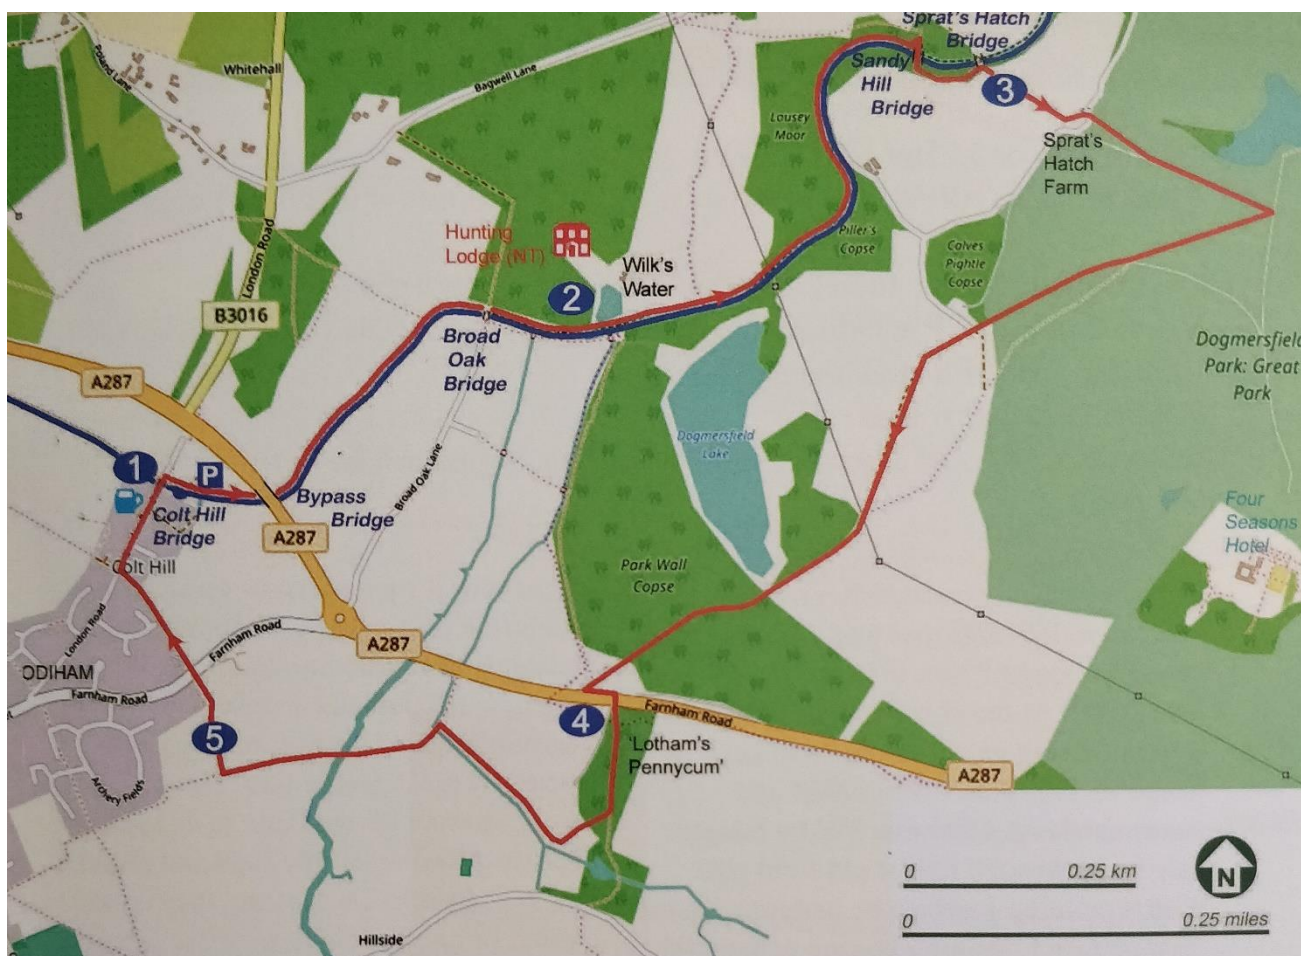 Sprat's Hatch
Bridge
Poland Lane
Whitehall
Bagwell Lane
Sandy
Hill
Bridge
3
Lousey
Moor
Sprat's
Hatch
Farm
London Road
Hunting
Lodge (NT)
Wilk's
Water
Piller's
Copse
Calves
Pightle
Copse
2
B3016
Broad
Oak
Bridge
Dogmersfield
Park: Great
Park
A287
Dogmersfield
Lake
1
P
Broad Oak Lane
Bypass
Bridge
Colt Hill
Bridge
A287
Four
Seasons
Hotel
Colt Hill
Park Wall
Copse
London Road
Farnham Road
A287
ODIHAM
Farnham Road
4
Farnham Road
5
'Lotham's
Pennycum'
A287
Archery Fields
0 0.25 km
N
0 0.25 miles
Hillside